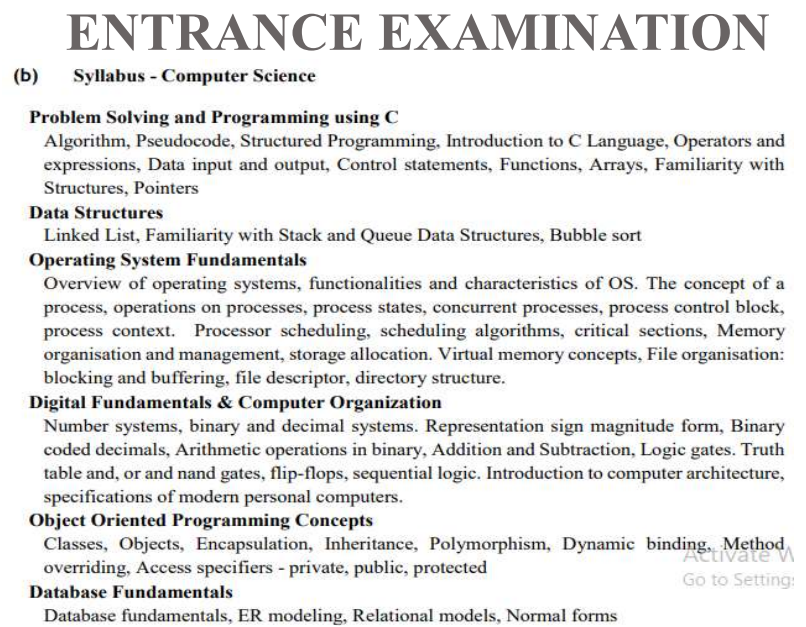 ENTRANCE EXAMINATION
(b) Syllabus - Computer Science
Problem Solving and Programming using C
Algorithm, Pseudocode, Structured Programming, Introduction to C Language, Operators and
expressions, Data input and output, Control statements, Functions, Arrays, Familiarity with
Structures, Pointers
Data Structures
Linked List, Familiarity with Stack and Queue Data Structures, Bubble sort
Operating System Fundamentals
Overview of operating systems, functionalities and characteristics of OS. The concept of a
process, operations on processes, process states, concurrent processes, process control block,
process context. Processor scheduling, scheduling algorithms, critical sections, Memory
organisation and management, storage allocation. Virtual memory concepts, File organisation:
blocking and buffering, file descriptor, directory structure.
Digital Fundamentals & Computer Organization
Number systems, binary and decimal systems. Representation sign magnitude form, Binary
coded decimals, Arithmetic operations in binary, Addition and Subtraction, Logic gates. Truth
table and, or and nand gates, flip-flops, sequential logic. Introduction to computer architecture,
specifications of modern personal computers.
Object Oriented Programming Concepts
Classes, Objects, Encapsulation, Inheritance, Polymorphism, Dynamic binding, Method
overriding, Access specifiers - private, public, protected
Activate W
Go to Settings
Database Fundamentals
Database fundamentals, ER modeling, Relational models, Normal forms